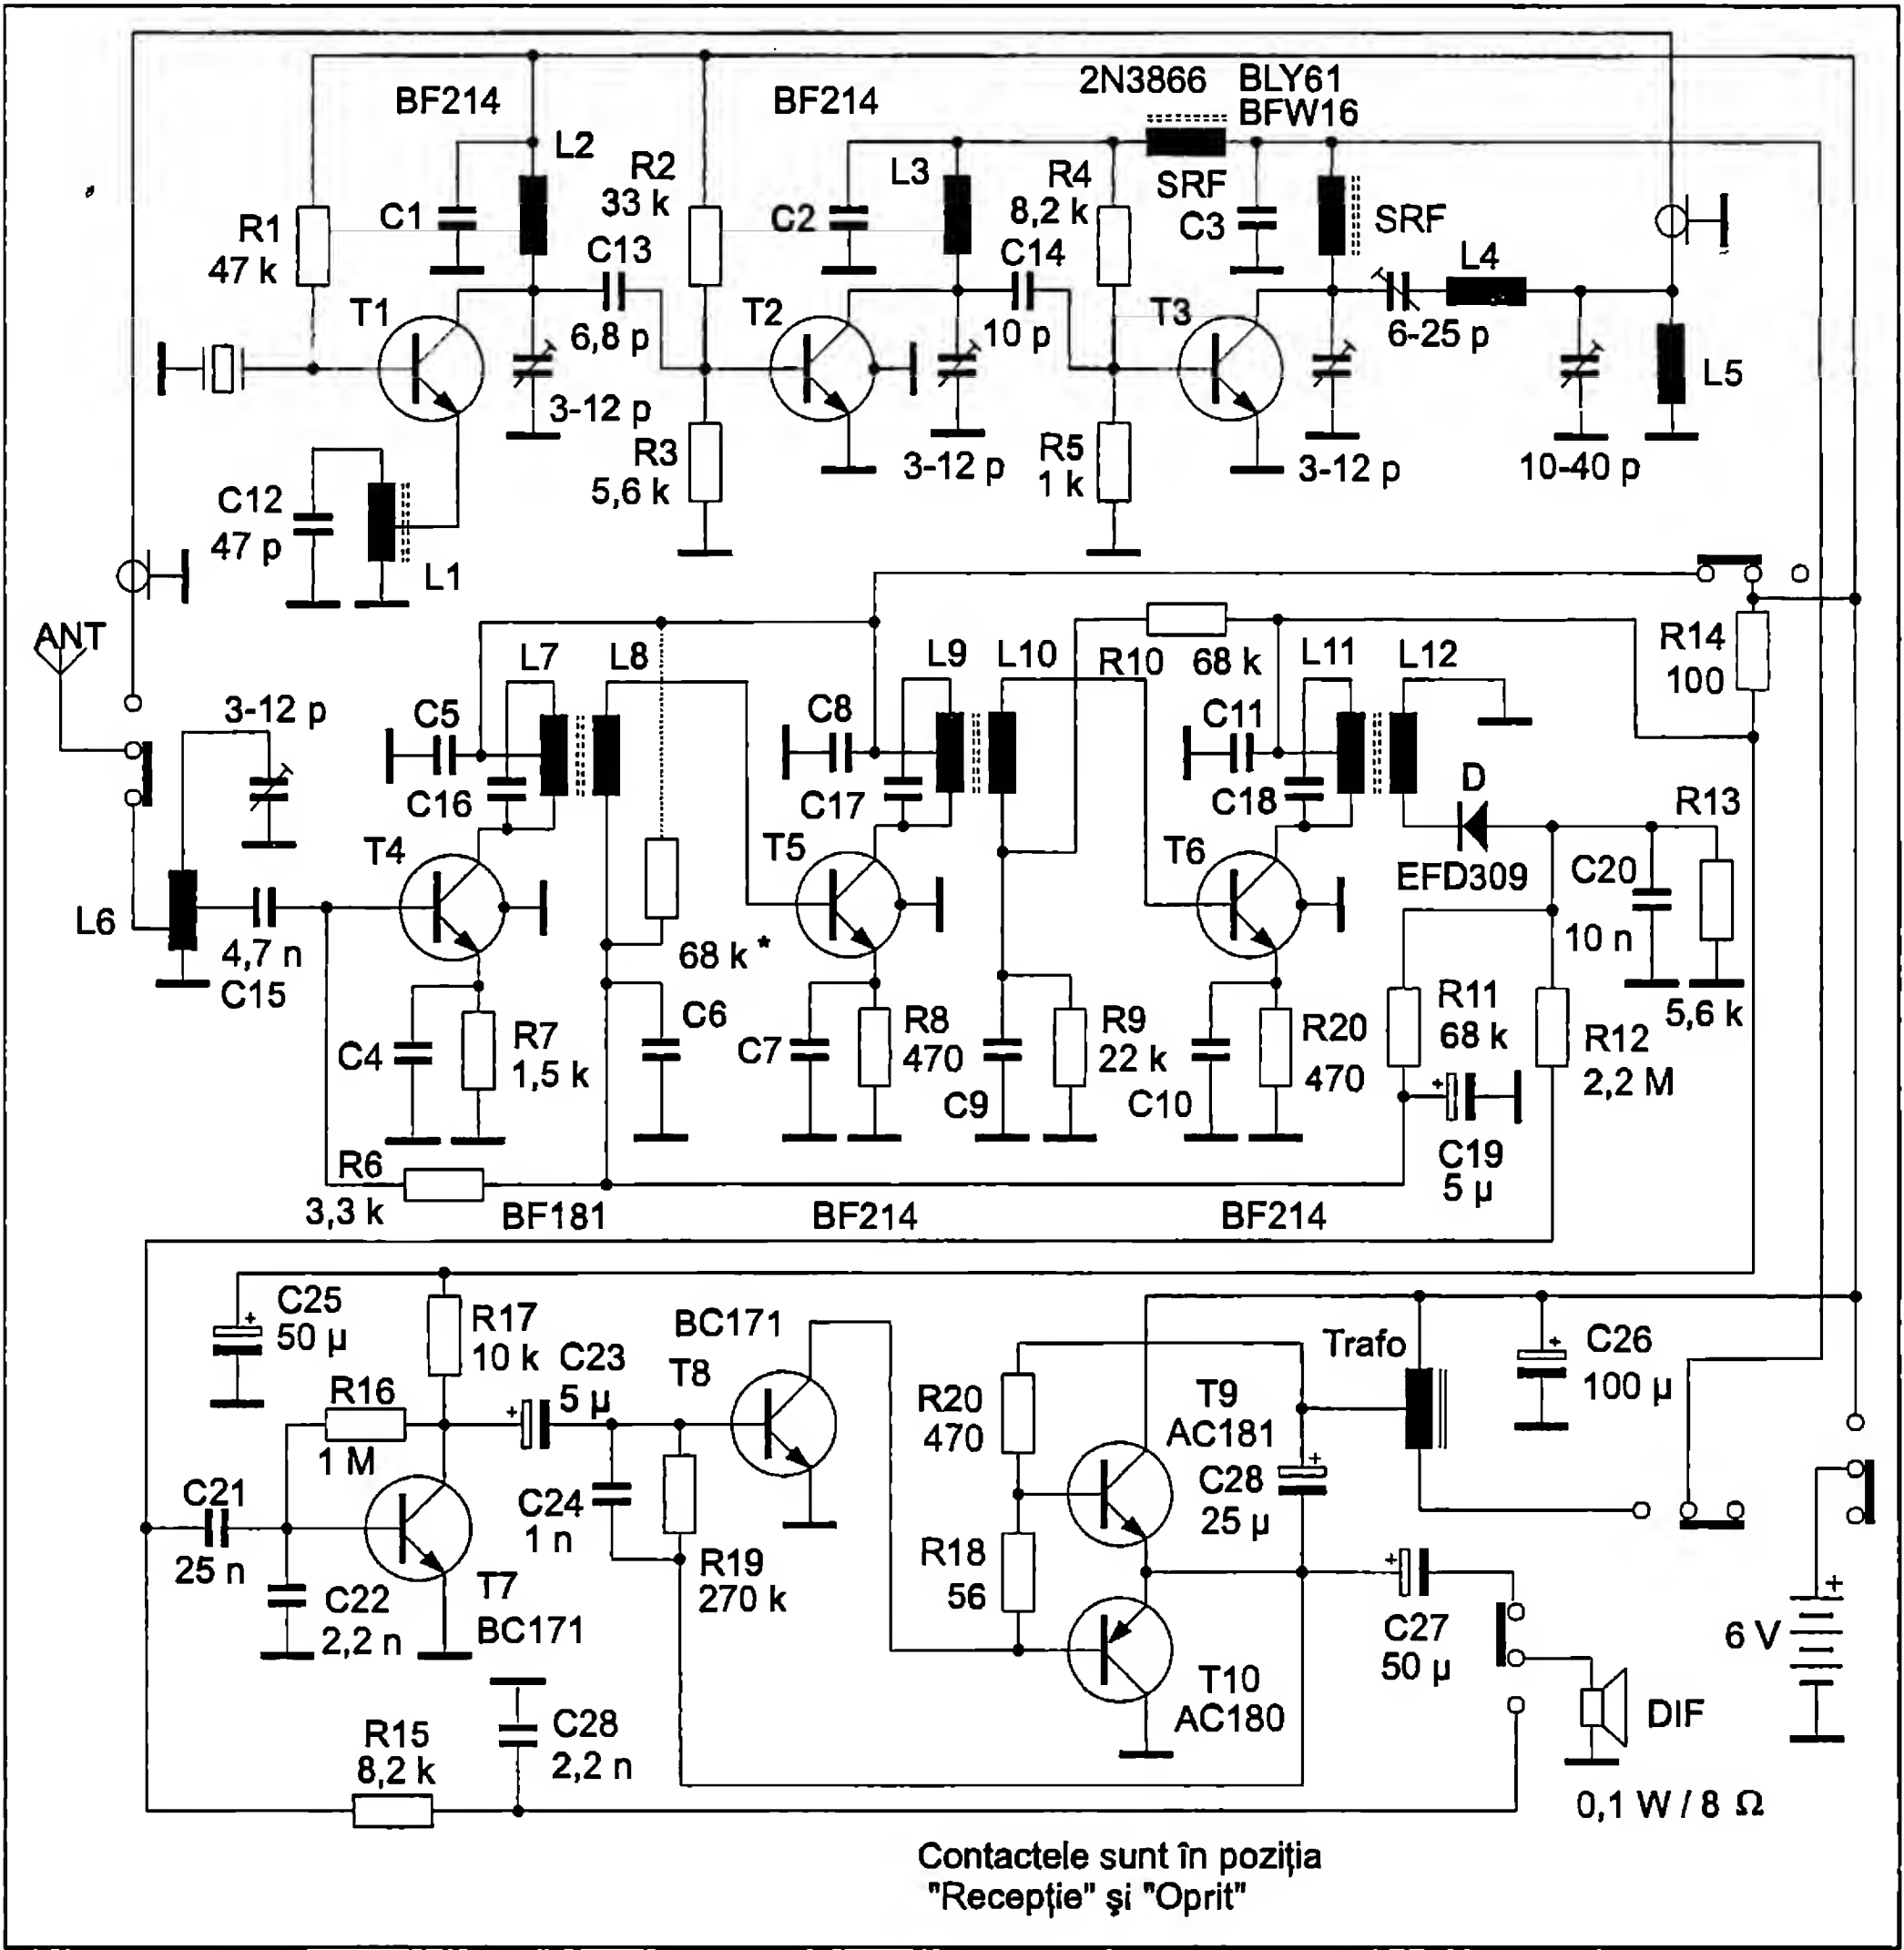 BF214
BF214
2N3866
BLY61
BFW16
L2
R2
33 k
L3
R4
8,2 k
SRF
C1
C2
C3
SRF
R1
47 k
C13
C14
L4
T1
6,8 p
T2
10 p
T3
6-25 p
L5
3-12 p
R3
5,6 k
3-12 p
R5
1 k
3-12 p
10-40 p
C12
47 p
L1
ANT
L7
L8
L9
L10
R10
68 k
L11
L12
R14
100
3-12 p
C5
C8
C11
C16
C17
C18
D
R13
T4
T5
T6
EFD309
C20
10 n
L6
4,7 n
C15
68 k *
R7
1,5 k
C4
C6
C7
R8
470
C9
R9
22 k
C10
R20
470
R11
68 k
R12
2,2 M
5,6 k
+
C19
5 µ
R6
3,3 k
BF181
BF214
BF214
C25
50 µ
+
R17
10 k
C23
5 µ
+
BC171
T8
Trafo
+
C26
100 µ
R16
1 M
R20
470
T9
AC181
C28
25 µ
+
C21
25 n
C24
1 n
R19
270 k
R18
56
C22
2,2 n
T7
BC171
+
C27
50 µ
6 V
+
T10
AC180
DIF
R15
8,2 k
C28
2,2 n
0,1 W / 8 Ω
Contactele sunt în poziția
"Recepție" și "Oprit"